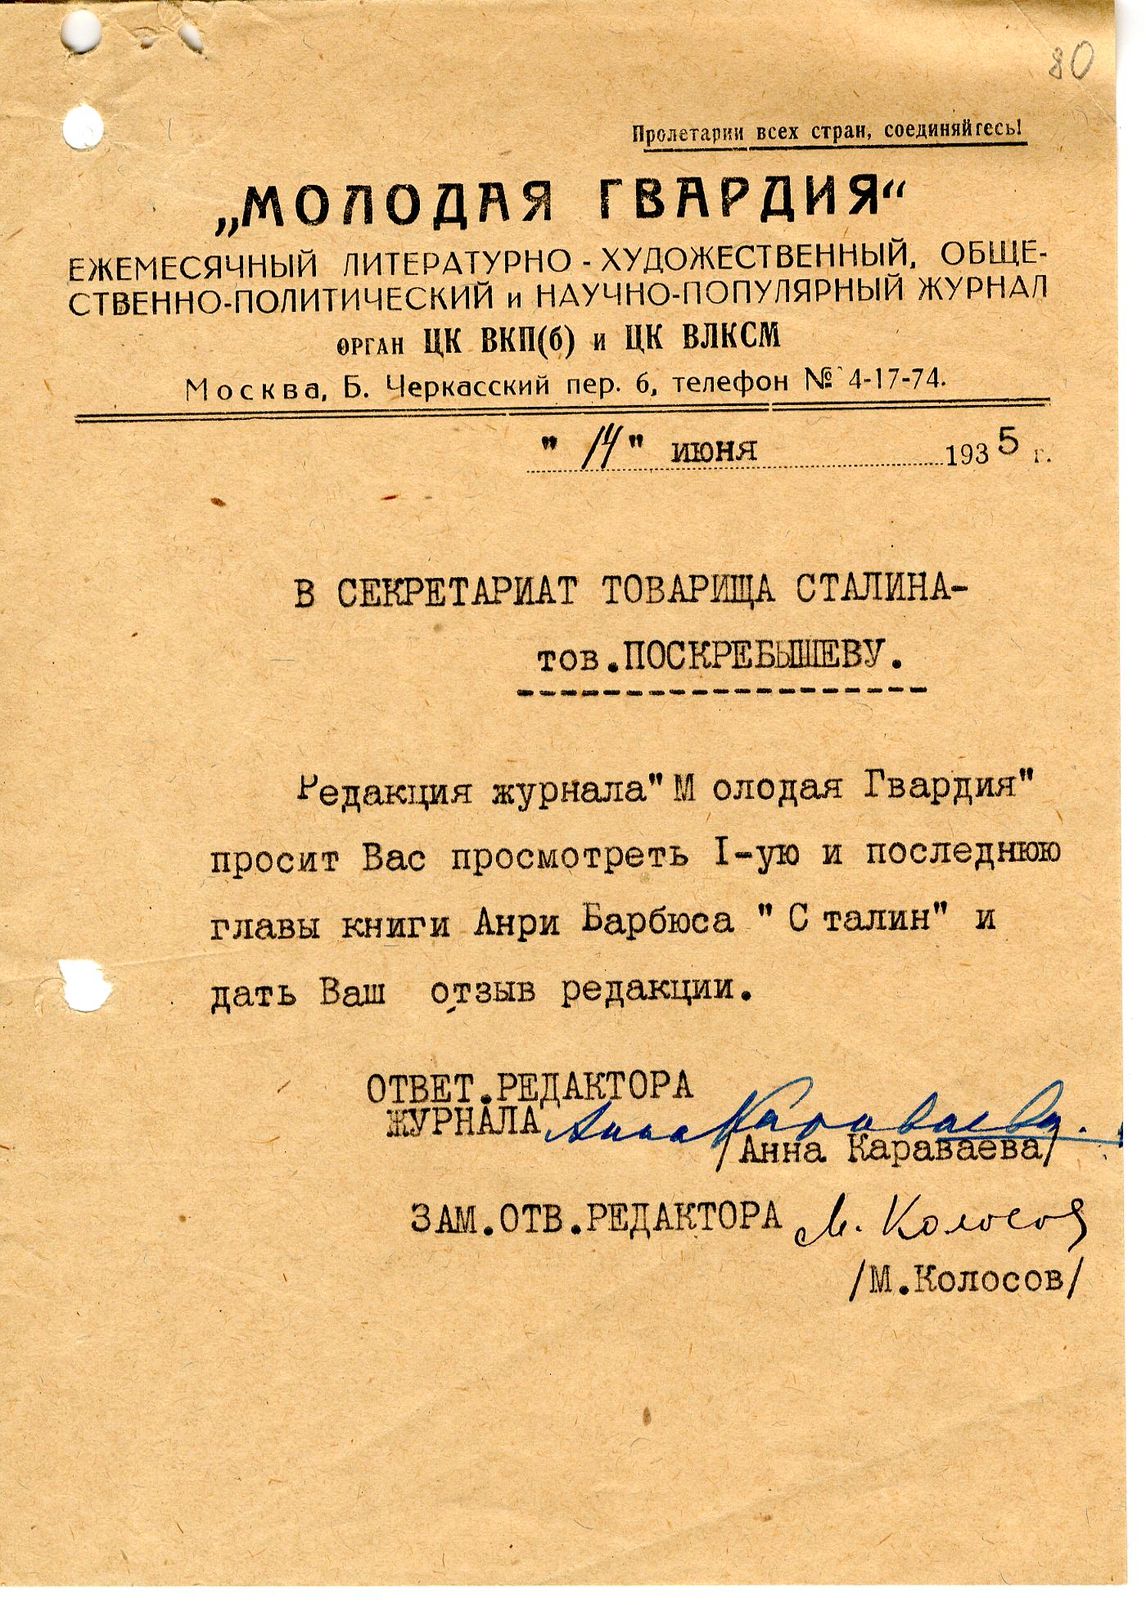 80
Пролетарии всех стран, соединяйтесь!
„МОЛОДАЯ ГВАРДИЯ“
ЕЖЕМЕСЯЧНЫЙ ЛИТЕРАТУРНО-ХУДОЖЕСТВЕННЫЙ, ОБЩЕ-
СТВЕННО-ПОЛИТИЧЕСКИЙ и НАУЧНО-ПОПУЛЯРНЫЙ ЖУРНАЛ
ОРГАН ЦК ВКП(б) и ЦК ВЛКСМ
Москва, Б. Черкасский пер. 6, телефон № 4-17-74.
"14" июня 1935 г.
В СЕКРЕТАРИАТ ТОВАРИЩА СТАЛИНА-
тов.ПОСКРЕБЫШЕВУ.
Редакция журнала "М олодая Гвардия"
просит Вас просмотреть I-ую и последнюю
главы книги Анри Барбюса "С талин" и
дать Ваш отзыв редакции.
ОТВЕТ.РЕДАКТОРА
ЖУРНАЛА Анна Караваева.
/Анна Караваева/
ЗАМ.ОТВ.РЕДАКТОРА М. Колосов
/М.Колосов/